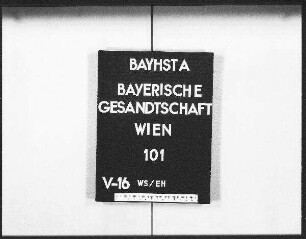 BAYHSTA
BAYERISCHE
GESANDTSCHAFT
WIEN
101
V-16 WS/EH